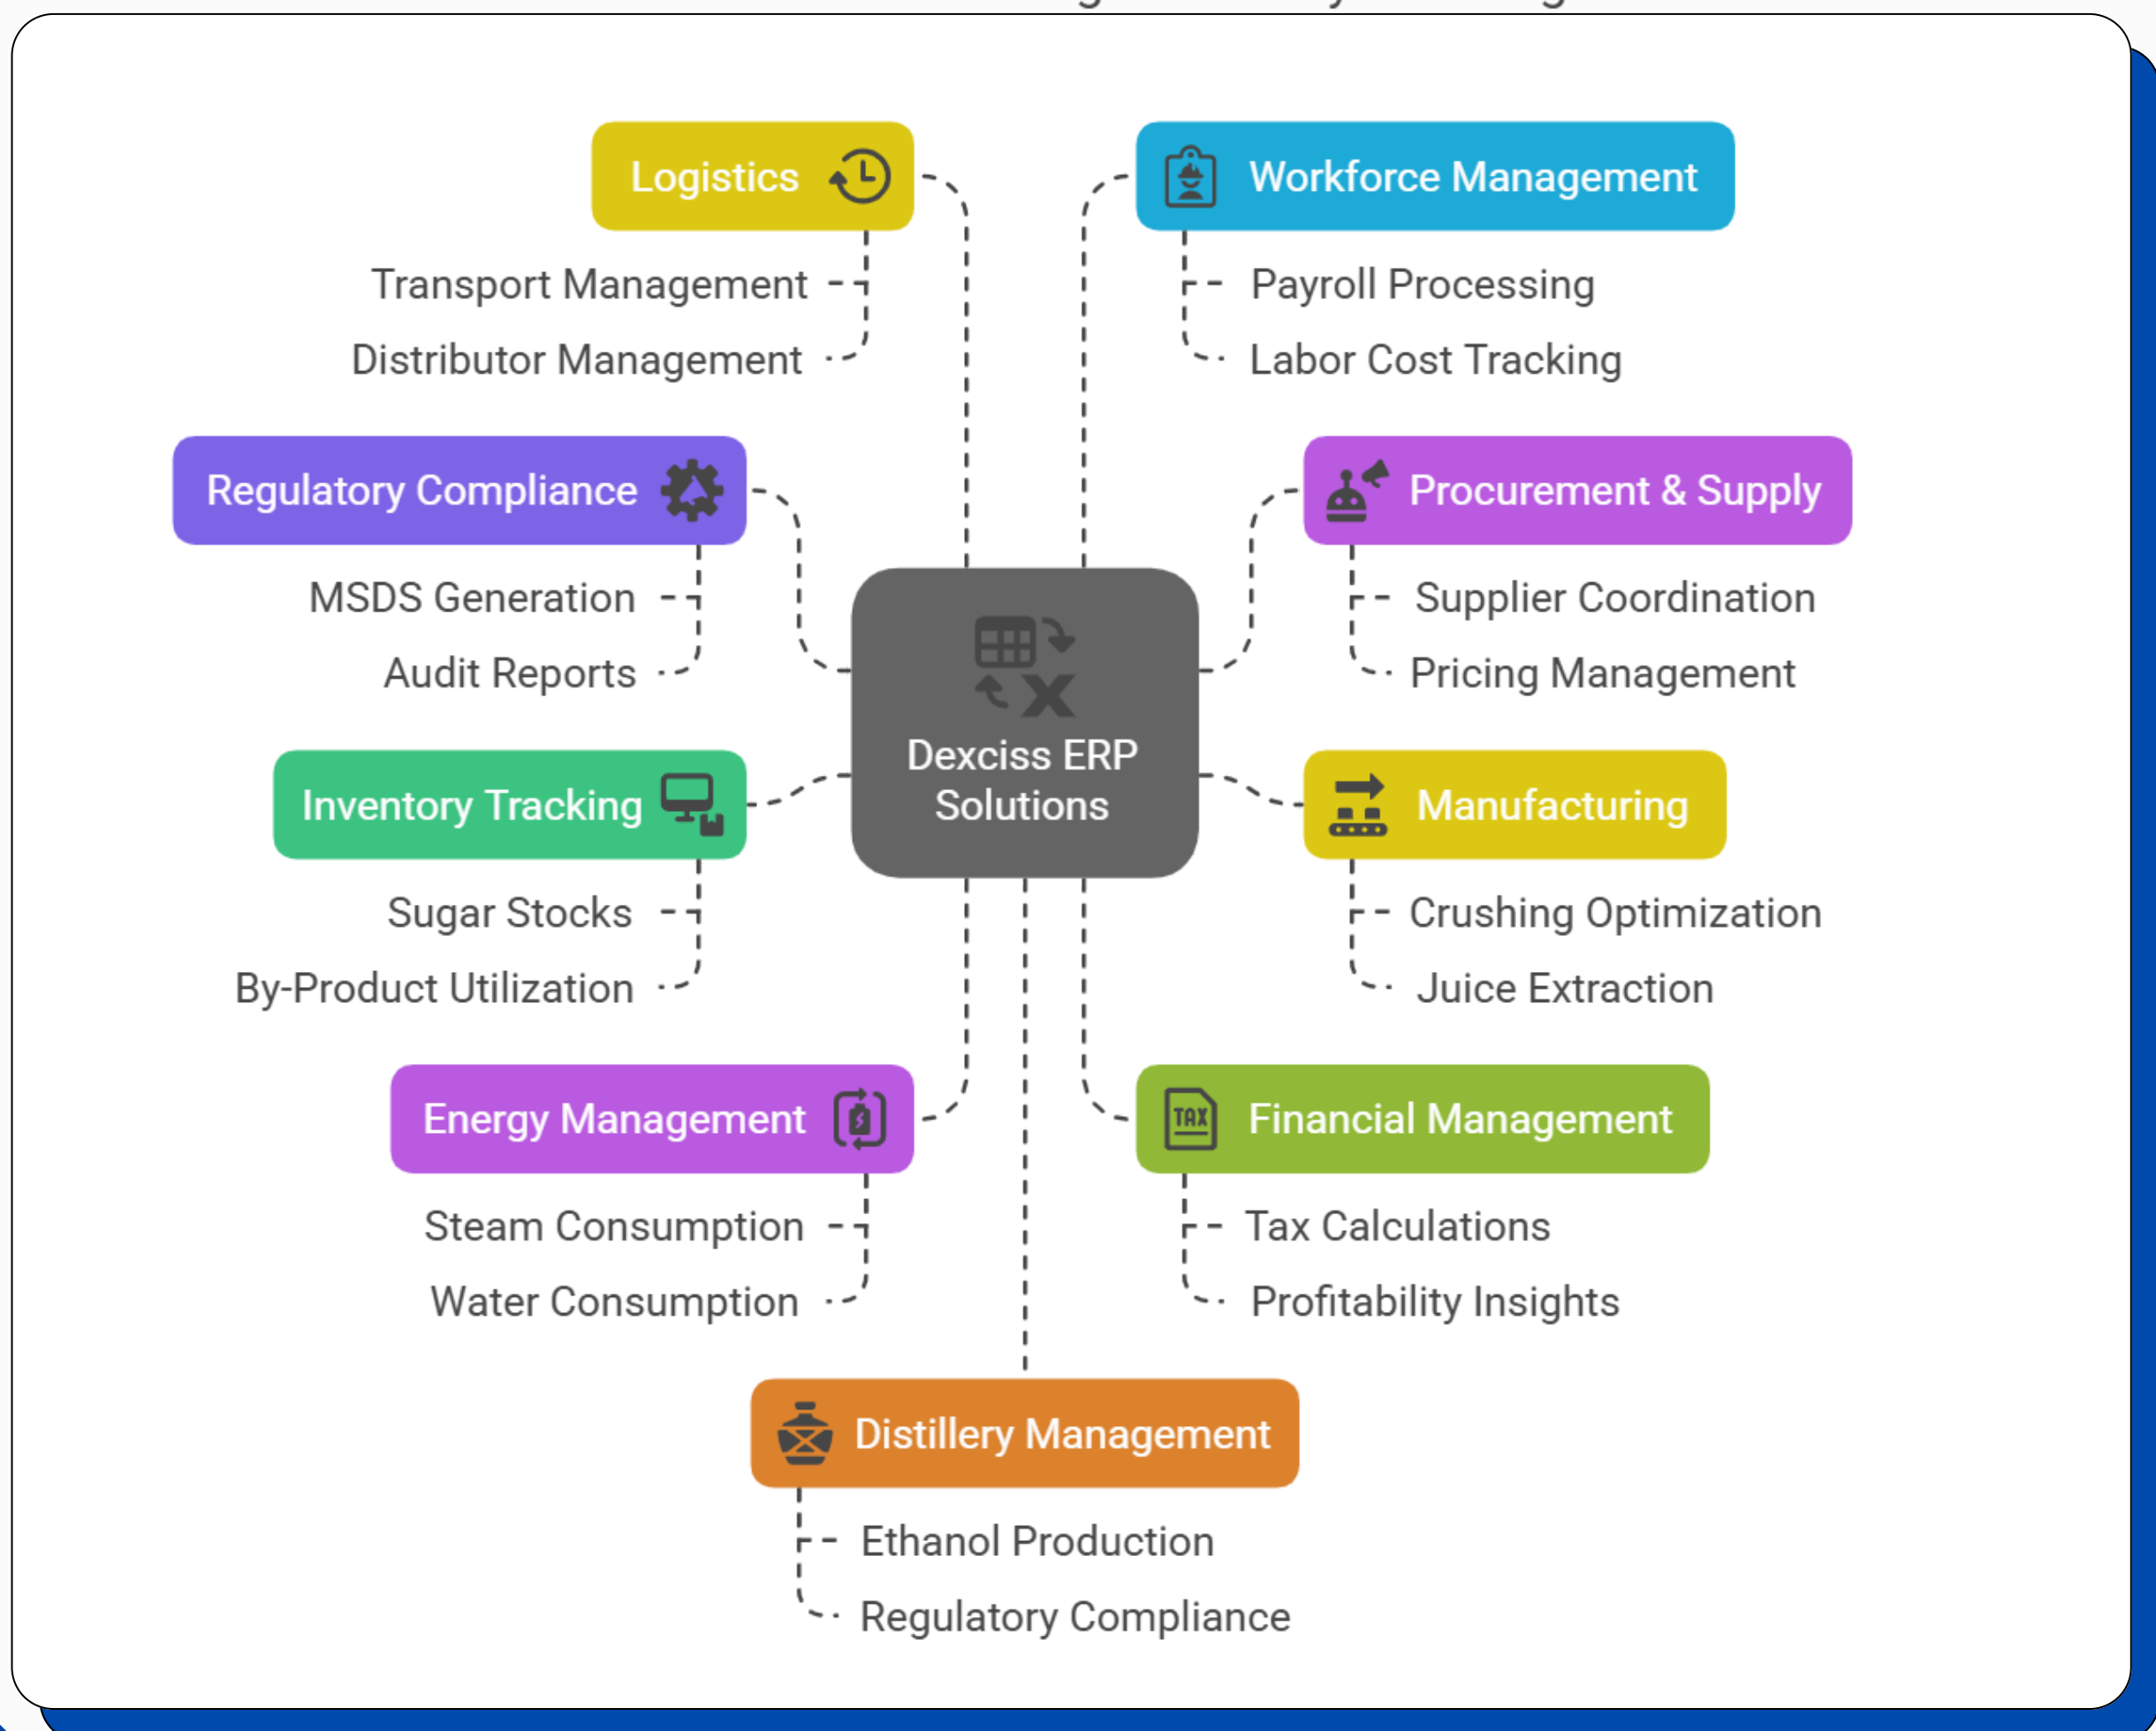 Logistics
Transport Management
Distributor Management
Workforce Management
Payroll Processing
Labor Cost Tracking
Regulatory Compliance
MSDS Generation
Audit Reports
Procurement & Supply
Supplier Coordination
Pricing Management
Dexciss ERP
Solutions
Inventory Tracking
Sugar Stocks
By-Product Utilization
Manufacturing
Crushing Optimization
Juice Extraction
Energy Management
Steam Consumption
Water Consumption
TAX
Financial Management
Tax Calculations
Profitability Insights
Distillery Management
Ethanol Production
Regulatory Compliance